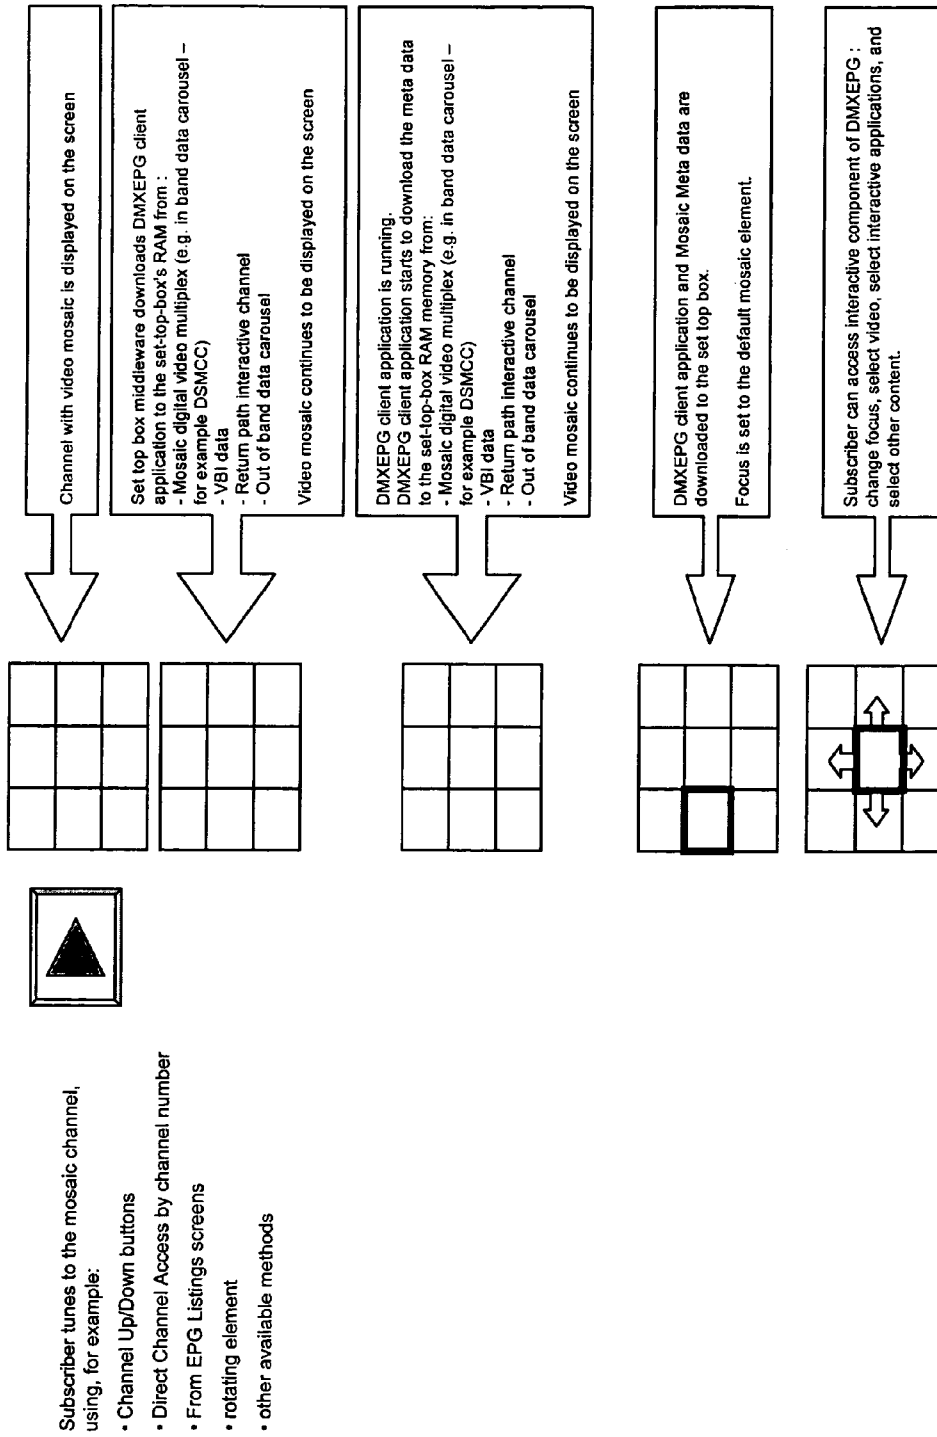 Subscriber tunes to the mosaic channel,
using, for example:
• Channel Up/Down buttons
• Direct Channel Access by channel number
• From EPG Listings screens
• rotating element
• other available methods
Channel with video mosaic is displayed on the screen
Set top box middleware downloads DMXEPG client
application to the set-top-box's RAM from :
- Mosaic digital video multiplex (e.g. in band data carousel –
for example DSMCC)
- VBI data
- Return path interactive channel
- Out of band data carousel
Video mosaic continues to be displayed on the screen
DMXEPG client application is running.
DMXEPG client application starts to download the meta data
to the set-top-box RAM memory from:
- Mosaic digital video multiplex (e.g. in band data carousel –
for example DSMCC)
- VBI data
- Return path interactive channel
- Out of band data carousel
Video mosaic continues to be displayed on the screen
DMXEPG client application and Mosaic Meta data are
downloaded to the set top box.
Focus is set to the default mosaic element.
Subscriber can access interactive component of DMXEPG :
change focus, select video, select interactive applications, and
select other content.